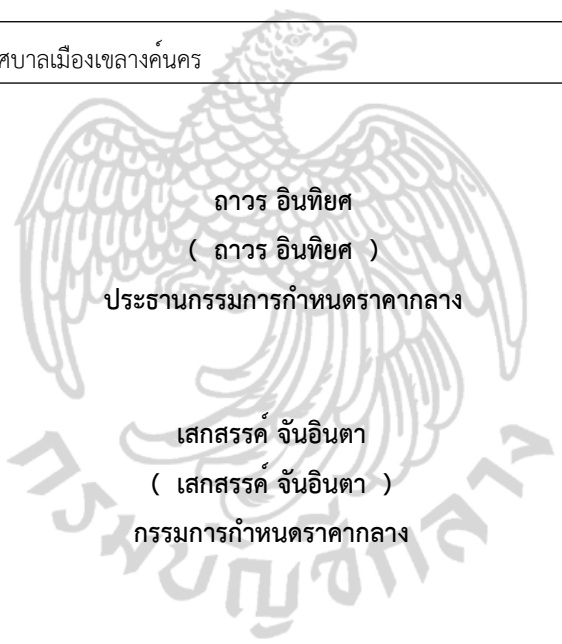 ศบาลเมืองเขลางค์นคร
ถาวร อินทิยศ
( ถาวร อินทิยศ )
ประธานกรรมการกำหนดราคากลาง
เสกสรรค์ จันอินตา
( เสกสรรค์ จันอินตา )
กรรมการกำหนดราคากลาง
กรมบัญชีกลาง